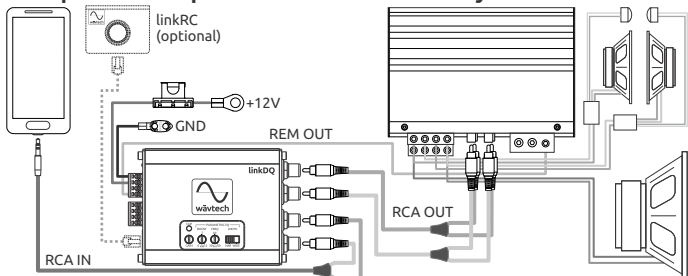 linkRC
(optional)
+12V
GND
REM OUT
linkDQ
wāvtech
RCA OUT
RCA IN